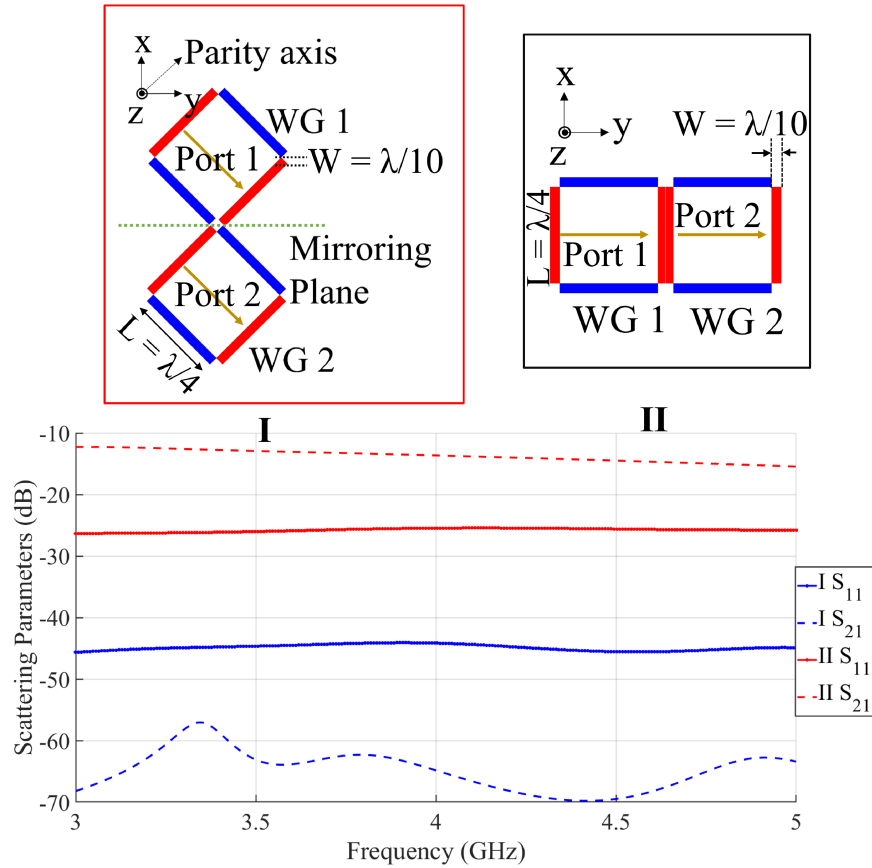 x
Parity axis
y
z
WG 1
Port 1
W = λ/10
Mirroring
Plane
Port 2
L = λ/4
WG 2
x
y
z
W = λ/10
L = λ/4
Port 1
Port 2
WG 1
WG 2
I
II
Scattering Parameters (dB)
-10
-20
-30
-40
-50
-60
-70
3
3.5
4
4.5
5
Frequency (GHz)
I S11
I S21
II S11
II S21